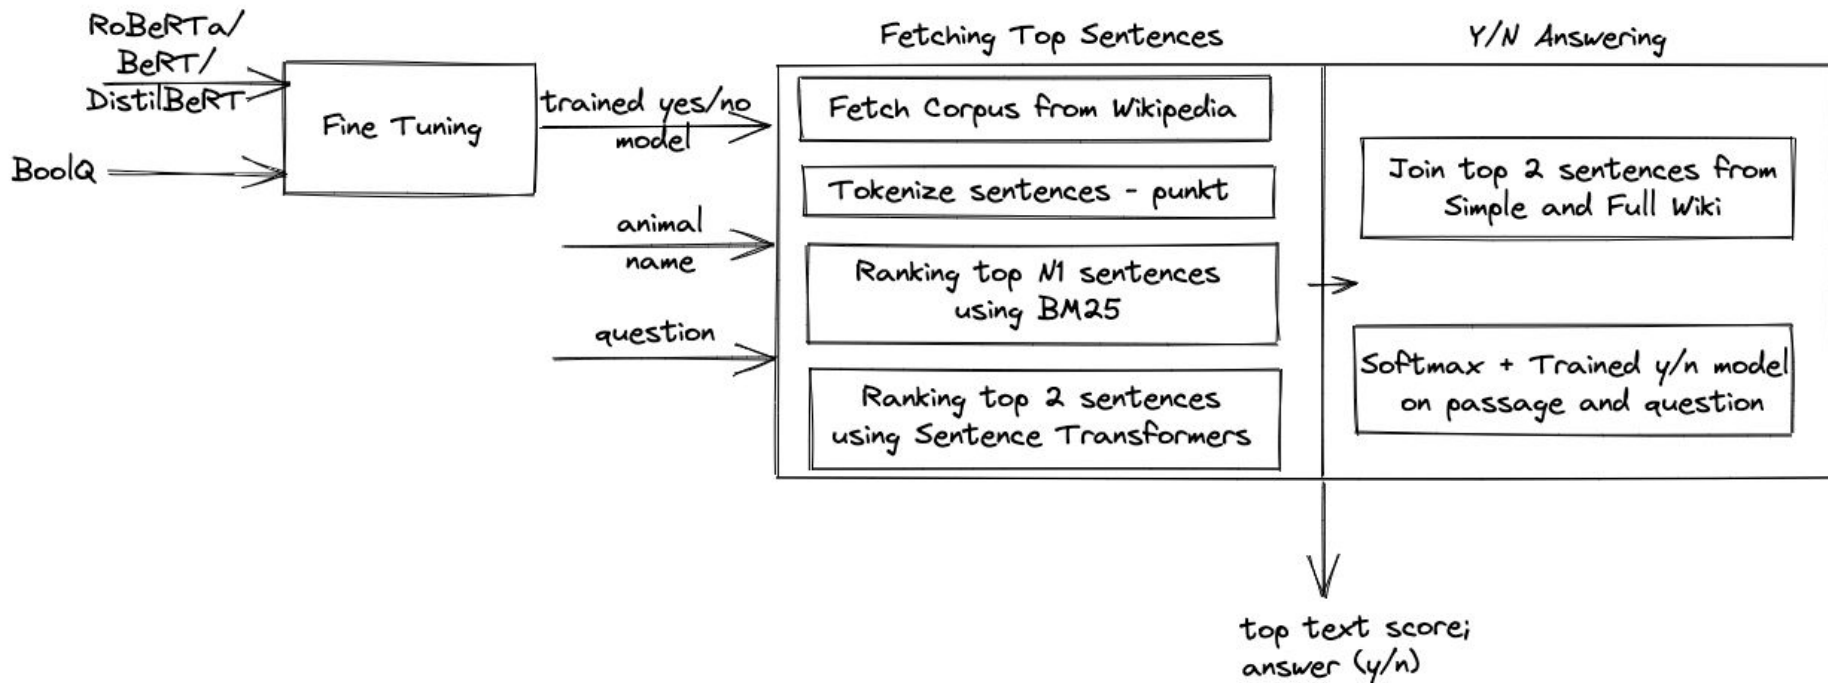 RoBeRTa/
BeRT/
DistilBeRT
BoolQ
Fine Tuning
trained yes/no
model
animal
name
question
Fetching Top Sentences
Fetch Corpus from Wikipedia
Tokenize sentences - punkt
Ranking top N1 sentences
using BM25
Ranking top 2 sentences
using Sentence Transformers
Y/N Answering
Join top 2 sentences from
Simple and Full Wiki
Softmax + Trained y/n model
on passage and question
top text score;
answer (y/n)